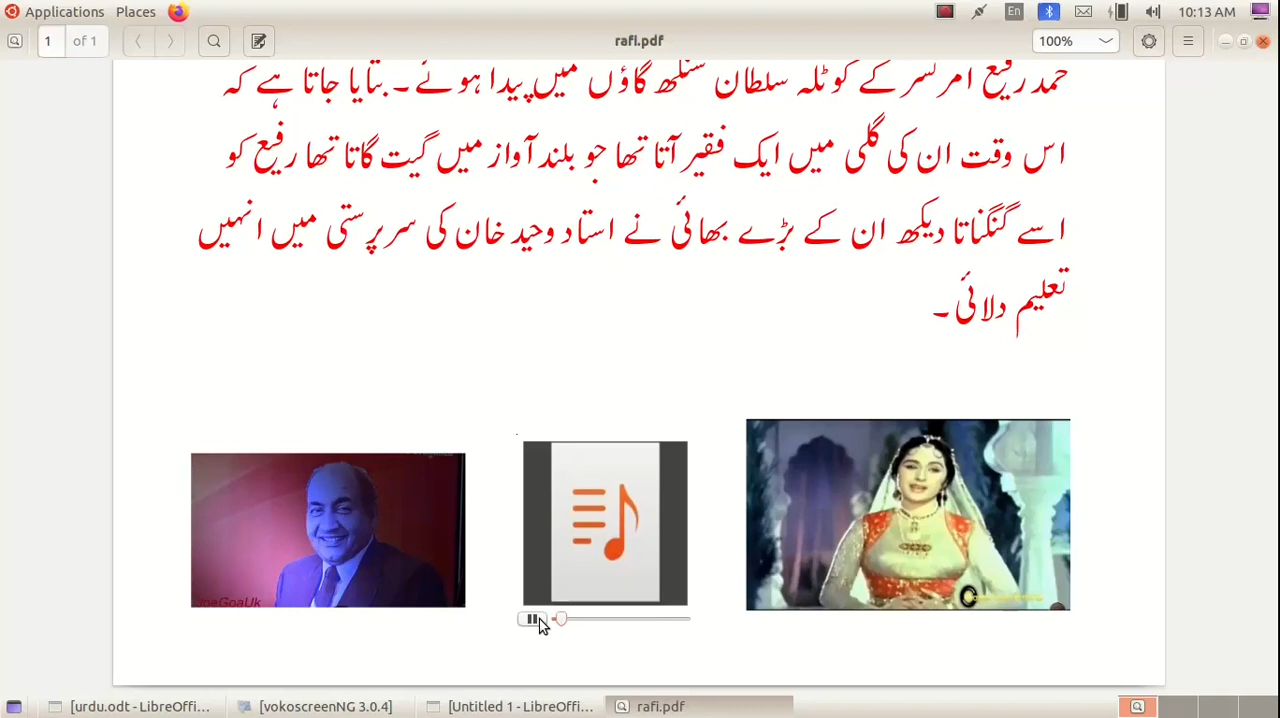 Applications Places En 10:13 AM
1 of 1 rafi.pdf 100%
حمد رفیع امرتسر کے کوٹلہ سلطان سنگھ گاؤں میں پیدا ہوئے۔ بتایا جاتا ہے کہ
اس وقت ان کی گلی میں ایک فقیر آتا تھا جو بلند آواز میں گیت گاتا تھا رفیع کو
اسے گنگناتا دیکھ ان کے بڑے بھائی نے استاد وحید خان کی سرپرستی میں انہیں
تعلیم دلائی۔
[urdu.odt - LibreOffi... [vokoscreenNG 3.0.4] [Untitled 1 - LibreOffi... rafi.pdf